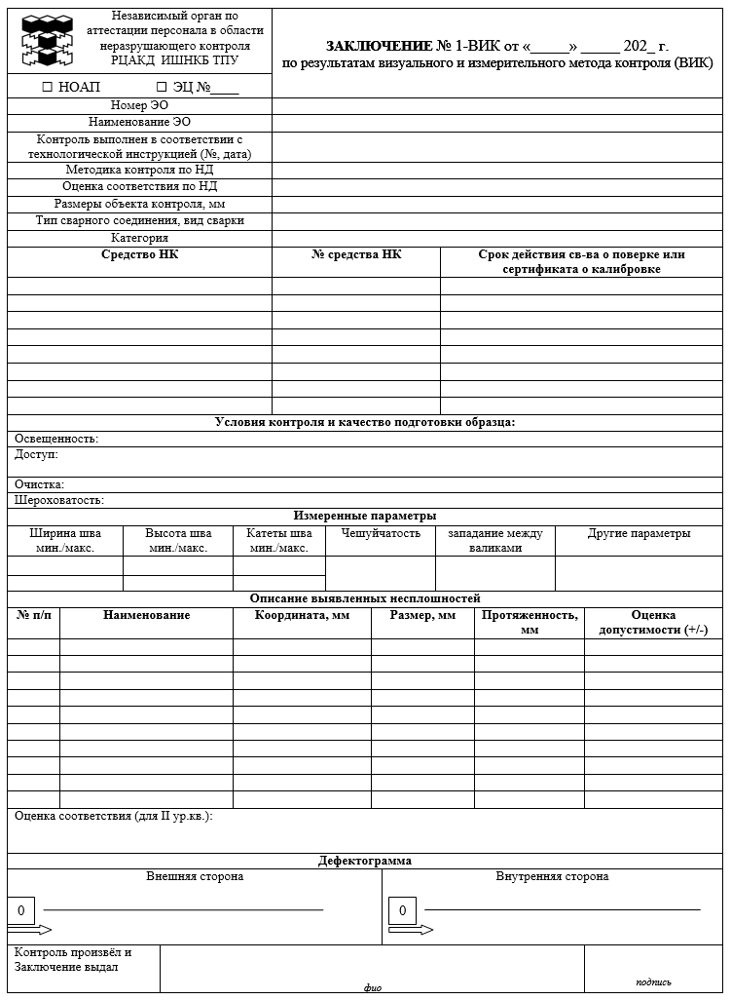 Независимый орган по
аттестации персонала в области
неразрушающего контроля
РЦАКД ИШНКБ ТПУ
☐ НОАП ☐ ЭЦ №____
ЗАКЛЮЧЕНИЕ № 1-ВИК от «_____» _____ 202_ г.
по результатам визуального и измерительного метода контроля (ВИК)
Номер ЭО
Наименование ЭО
Контроль выполнен в соответствии с
технологической инструкцией (№, дата)
Методика контроля по НД
Оценка соответствия по НД
Размеры объекта контроля, мм
Тип сварного соединения, вид сварки
Категория
Средство НК
№ средства НК
Срок действия св-ва о поверке или
сертификата о калибровке
Условия контроля и качество подготовки образца:
Освещенность:
Доступ:
Очистка:
Шероховатость:
Измеренные параметры
Ширина шва
мин./макс.
Высота шва
мин./макс.
Катеты шва
мин./макс.
Чешуйчатость
западание между
валиками
Другие параметры
Описание выявленных несплошностей
№ п/п
Наименование
Координата, мм
Размер, мм
Протяженность,
мм
Оценка
допустимости (+/-)
Оценка соответствия (для II ур.кв.):
Дефектограмма
Внешняя сторона
Внутренняя сторона
0
0
Контроль произвёл и
Заключение выдал
фио
подпись